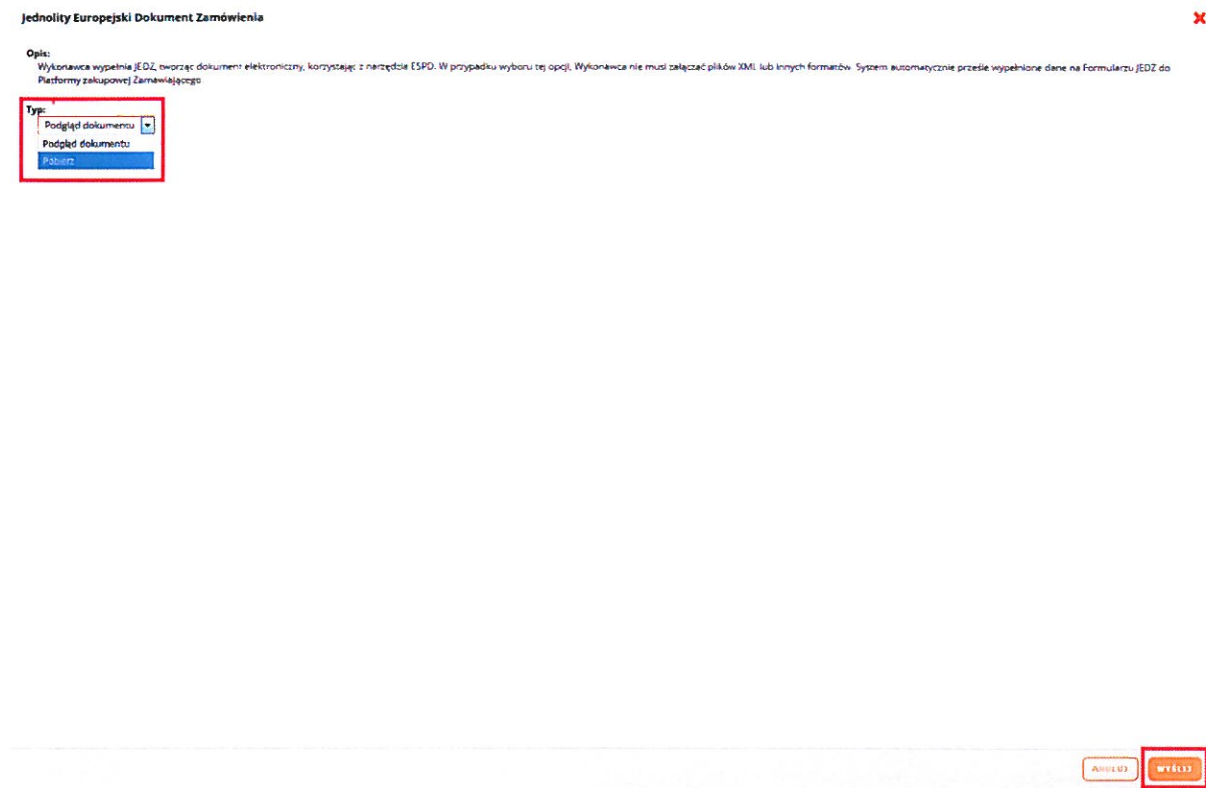 Jednolity Europejski Dokument Zamówienia
Opis:
Wykonawca wypełnia JEDZ, tworząc dokument elektroniczny, korzystając z narzędzia ESPD. W przypadku wyboru tej opcji, Wykonawca nie musi załączać plików XML lub innych formatów. System automatycznie prześle wypełnione dane na Formularzu JEDZ do
Platformy zakupowej Zamawiającego
Typ:
Podgląd dokumentu
Podgląd dokumentu
Pobierz
ANULUJ
WYŚLIJ